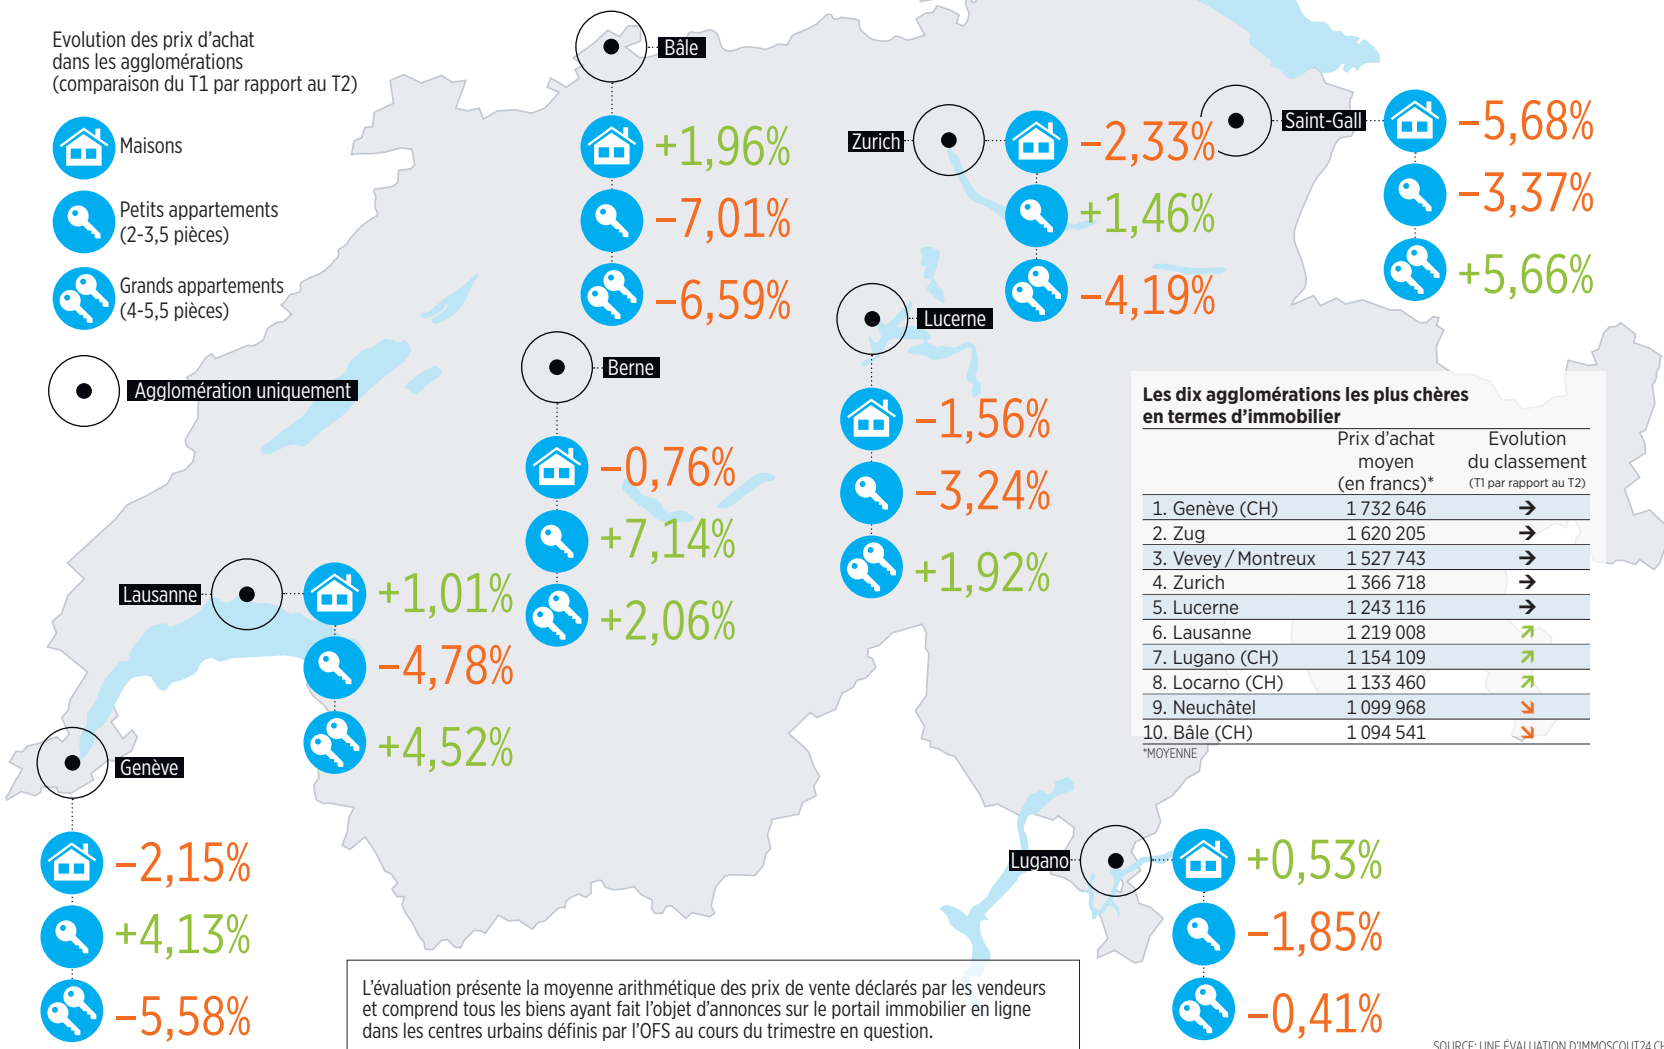 Evolution des prix d'achat
dans les agglomérations
(comparaison du T1 par rapport au T2)
Maisons
Petits appartements
(2-3,5 pièces)
Grands appartements
(4-5,5 pièces)
Agglomération uniquement
Bâle
+1,96%
−7,01%
−6,59%
Zurich
−2,33%
+1,46%
−4,19%
Saint-Gall
−5,68%
−3,37%
+5,66%
Berne
−0,76%
+7,14%
+2,06%
Lucerne
−1,56%
−3,24%
+1,92%
Lausanne
+1,01%
−4,78%
+4,52%
Genève
−2,15%
+4,13%
−5,58%
Lugano
+0,53%
−1,85%
−0,41%
Les dix agglomérations les plus chères
en termes d'immobilier
Prix d'achat Evolution
moyen du classement
(en francs)* (T1 par rapport au T2)
1. Genève (CH) 1 732 646 →
2. Zug 1 620 205 →
3. Vevey / Montreux 1 527 743 →
4. Zurich 1 366 718 →
5. Lucerne 1 243 116 →
6. Lausanne 1 219 008 ↗
7. Lugano (CH) 1 154 109 ↗
8. Locarno (CH) 1 133 460 ↗
9. Neuchâtel 1 099 968 ↘
10. Bâle (CH) 1 094 541 ↘
*MOYENNE
L'évaluation présente la moyenne arithmétique des prix de vente déclarés par les vendeurs
et comprend tous les biens ayant fait l'objet d'annonces sur le portail immobilier en ligne
dans les centres urbains définis par l'OFS au cours du trimestre en question.
SOURCE: UNE ÉVALUATION D'IMMOSCOUT24.CH